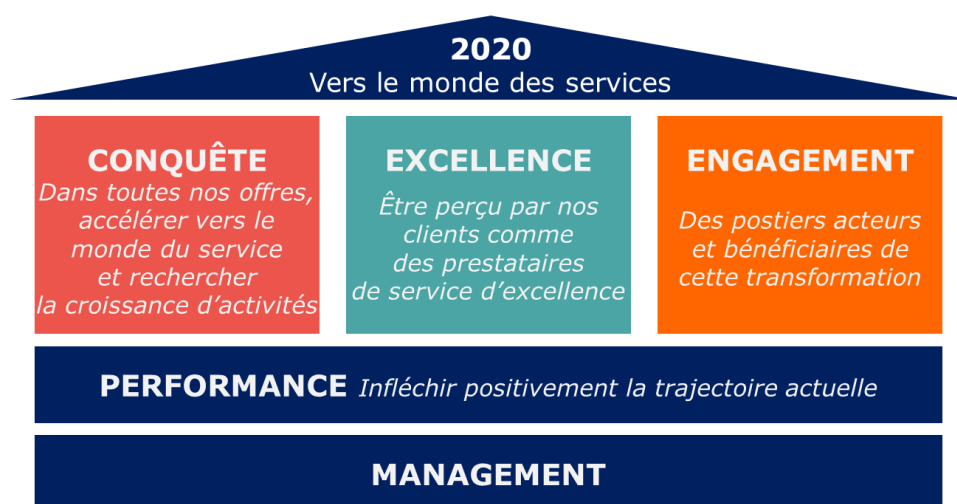 2020
Vers le monde des services
CONQUÊTE
Dans toutes nos offres,
accélérer vers le
monde du service
et rechercher
la croissance d’activités
EXCELLENCE
Être perçu par nos
clients comme
des prestataires
de service d’excellence
ENGAGEMENT
Des postiers acteurs
et bénéficiaires de
cette transformation
PERFORMANCE Infléchir positivement la trajectoire actuelle
MANAGEMENT